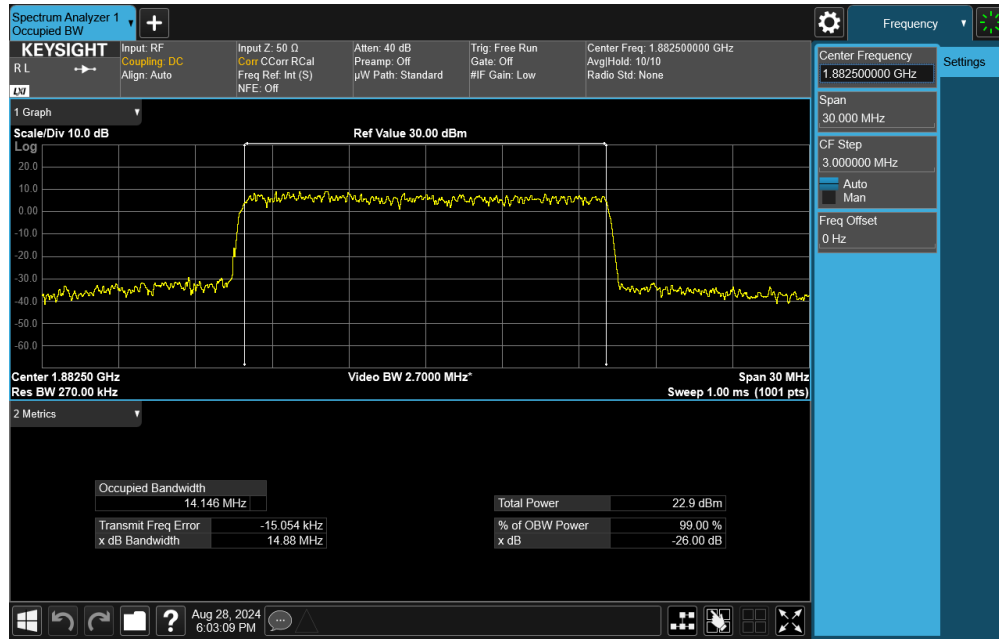 Spectrum Analyzer 1
Occupied BW
Frequency
KEYSIGHT
R L
LXI
Input: RF
Coupling: DC
Align: Auto
Input Z: 50 Ω
Corr CCorr RCal
Freq Ref: Int (S)
NFE: Off
Atten: 40 dB
Preamp: Off
µW Path: Standard
Trig: Free Run
Gate: Off
#IF Gain: Low
Center Freq: 1.882500000 GHz
Avg|Hold: 10/10
Radio Std: None
Center Frequency
1.882500000 GHz
Settings
Span
30.000 MHz
CF Step
3.000000 MHz
Auto
Man
Freq Offset
0 Hz
1 Graph
Scale/Div 10.0 dB
Ref Value 30.00 dBm
Log
20.0
10.0
0.00
-10.0
-20.0
-30.0
-40.0
-50.0
-60.0
Center 1.88250 GHz
Video BW 2.7000 MHz*
Span 30 MHz
Res BW 270.00 kHz
Sweep 1.00 ms (1001 pts)
2 Metrics
Occupied Bandwidth
14.146 MHz
Total Power 22.9 dBm
Transmit Freq Error -15.054 kHz
% of OBW Power 99.00 %
x dB Bandwidth 14.88 MHz
x dB -26.00 dB
Aug 28, 2024
6:03:09 PM